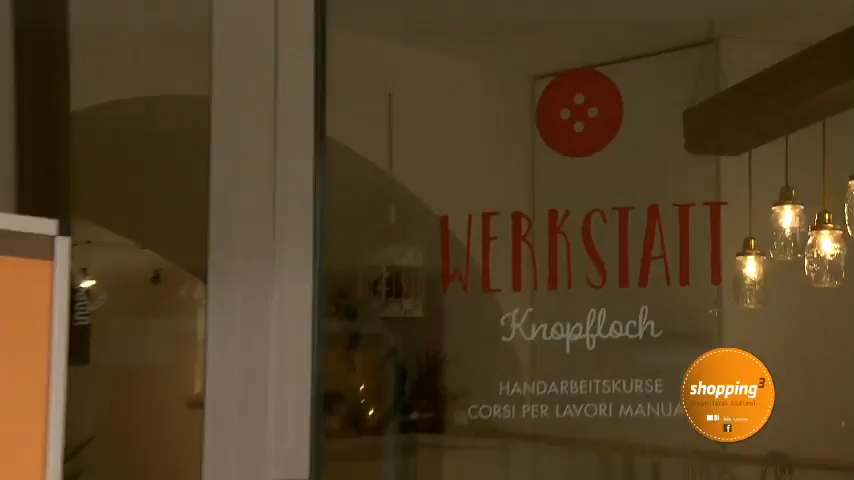 WERKSTATT
Knopfloch
HANDARBEITSKURSE
CORSI PER LAVORI MANUA
shopping3